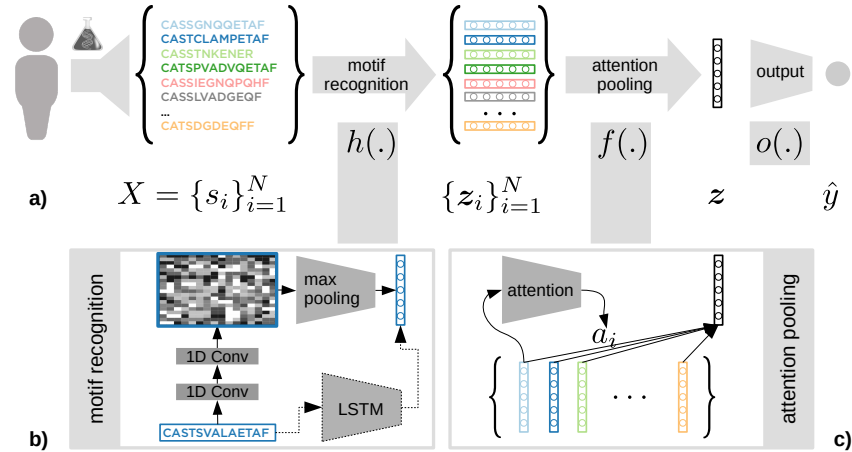 CASSGNQQETAF
CASTCLAMPETAF
CASSTNKENER
CATSPVADVQETAF
CASSIEGNQPQHF
CASSLVADGEQF
...
CATSDGDEQFF
motif
recognition
attention
pooling
output
h(.)
f(.)
o(.)
a)
X = {s_i}_{i=1}^N
{z_i}_{i=1}^N
z
ŷ
motif recognition
max
pooling
1D Conv
1D Conv
LSTM
CASTSVALAETAF
b)
attention
a_i
attention pooling
c)